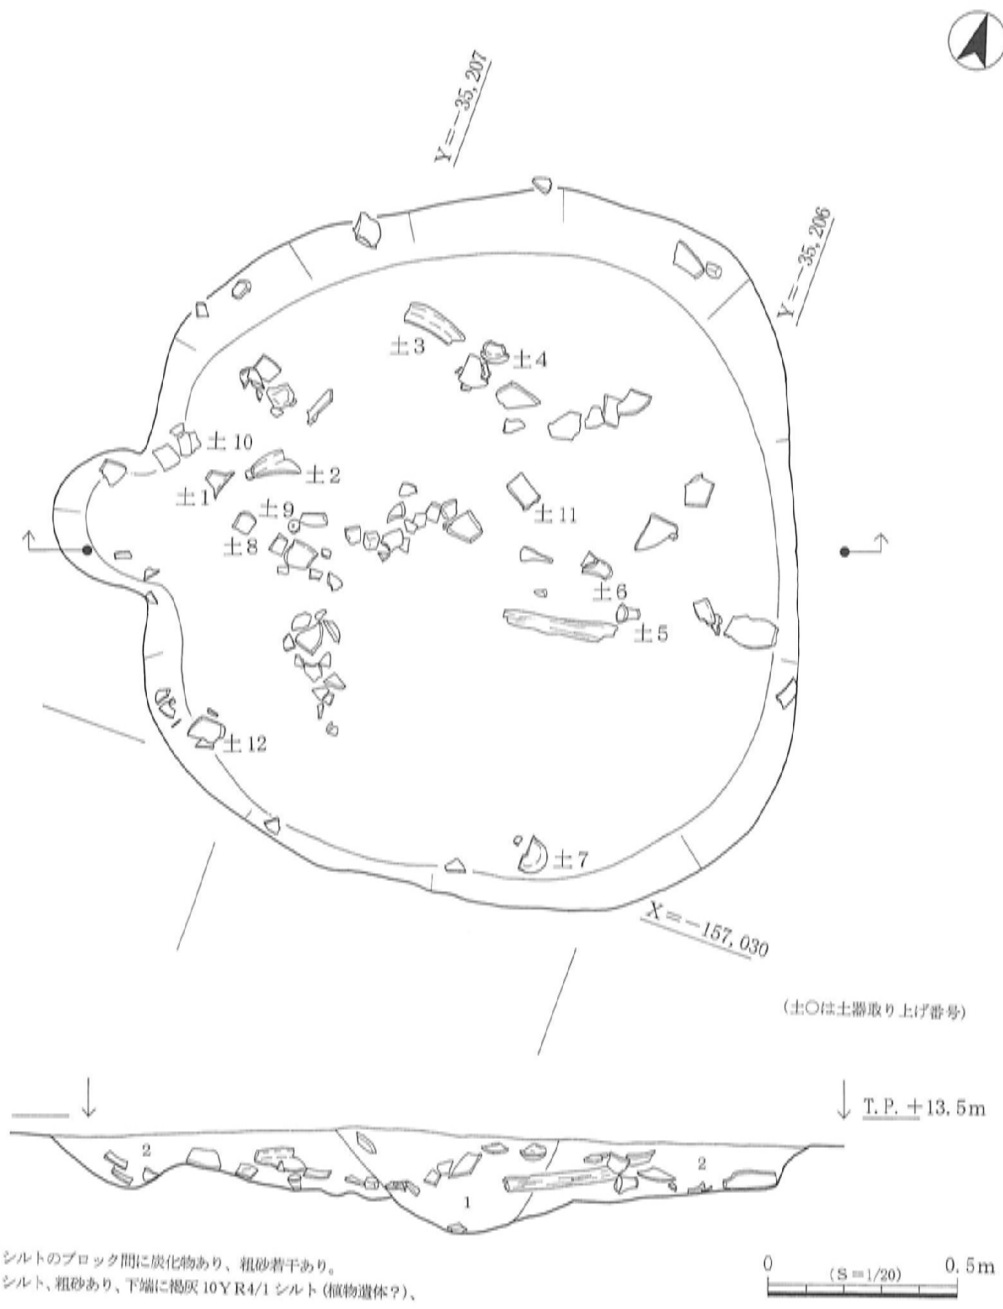 Y=-35,207
Y=-35,206
土3
土4
土10
土2
土1
土9
土11
土8
土6
土5
土12
土7
X=-157,030
(土○は土器取り上げ番号)
T.P. +13.5m
2
2
1
シルトのブロック間に炭化物あり、粗砂若干あり。
シルト、粗砂あり、下端に褐灰 10YR4/1 シルト (植物遺体?)、
0
(S=1/20)
0.5m